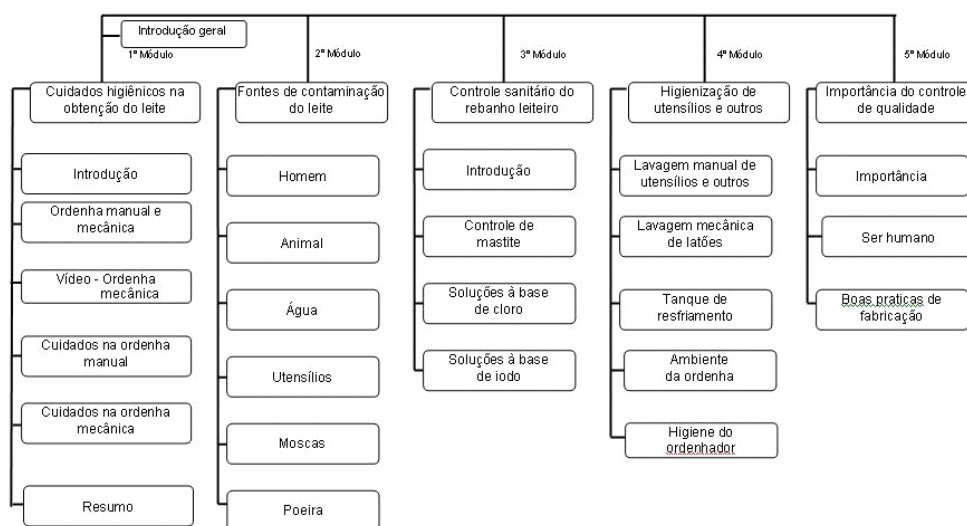 Introdução geral
1º Módulo
2º Módulo
3º Módulo
4º Módulo
5º Módulo
Cuidados higiênicos na
obtenção do leite
Introdução
Ordenha manual e
mecânica
Vídeo - Ordenha
mecânica
Cuidados na ordenha
manual
Cuidados na ordenha
mecânica
Resumo
Fontes de contaminação
do leite
Homem
Animal
Água
Utensílios
Moscas
Poeira
Controle sanitário do
rebanho leiteiro
Introdução
Controle de
mastite
Soluções à base
de cloro
Soluções à base
de iodo
Higienização de
utensílios e outros
Lavagem manual de
utensílios e outros
Lavagem mecânica
de latões
Tanque de
resfriamento
Ambiente
da ordenha
Higiene do
ordenhador
Importância do controle
de qualidade
Importância
Ser humano
Boas praticas de
fabricação